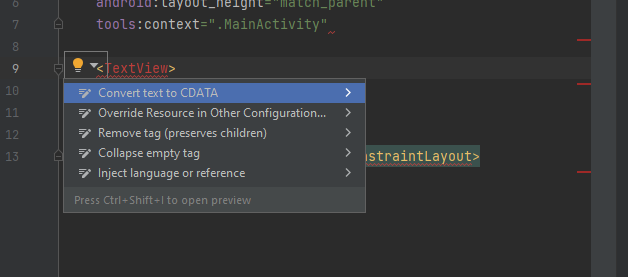 6 android:layout_height="match_parent"
7 tools:context=".MainActivity"
8
9 <TextView>
10 Convert text to CDATA
11 Override Resource in Other Configuration...
12 Remove tag (preserves children)
Collapse empty tag
13 nstraintLayout>
Inject language or reference
Press Ctrl+Shift+I to open preview